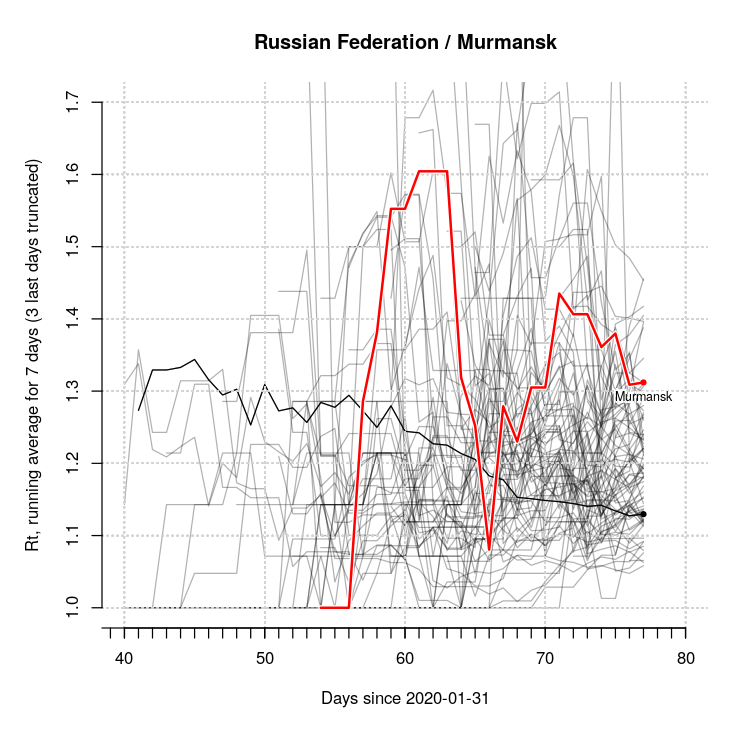 Russian Federation / Murmansk
Rt, running average for 7 days (3 last days truncated)
1.7
1.6
1.5
1.4
1.3
1.2
1.1
1.0
Murmansk
40 50 60 70 80
Days since 2020-01-31